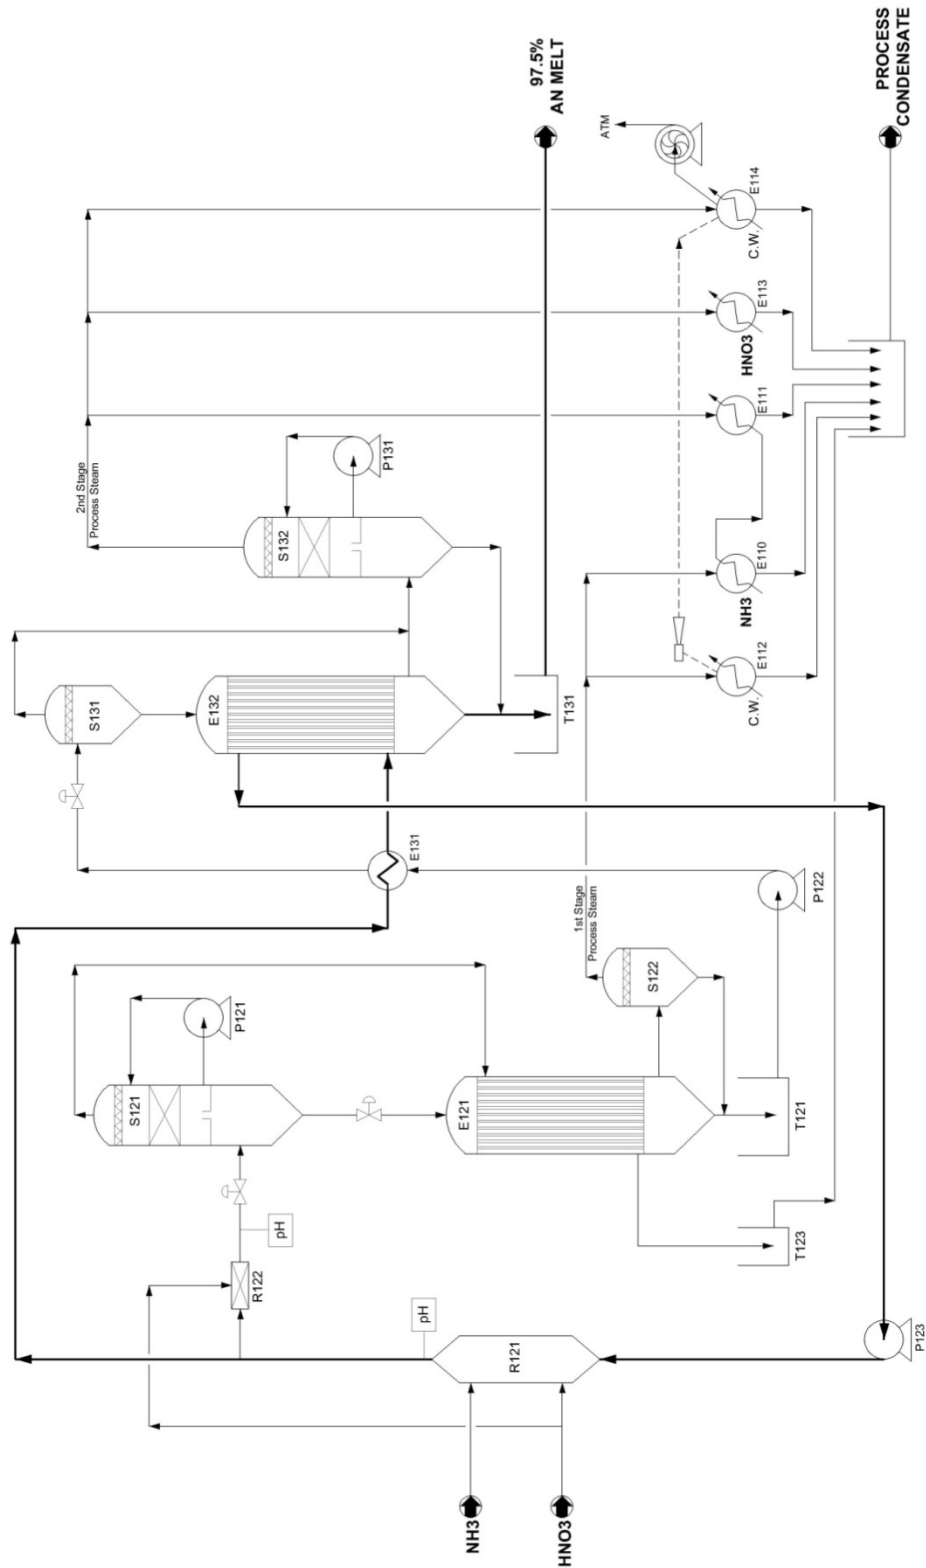 97.5%
AN MELT
PROCESS
CONDENSATE
ATM
E114
C.W.
E113
HNO3
E111
P131
2nd Stage
Process Steam
S132
E110
NH3
S131
E132
T131
E112
C.W.
E131
P122
1st Stage
Process Steam
S122
P121
S121
E121
T121
T123
pH
R122
pH
R121
P123
NH3
HNO3